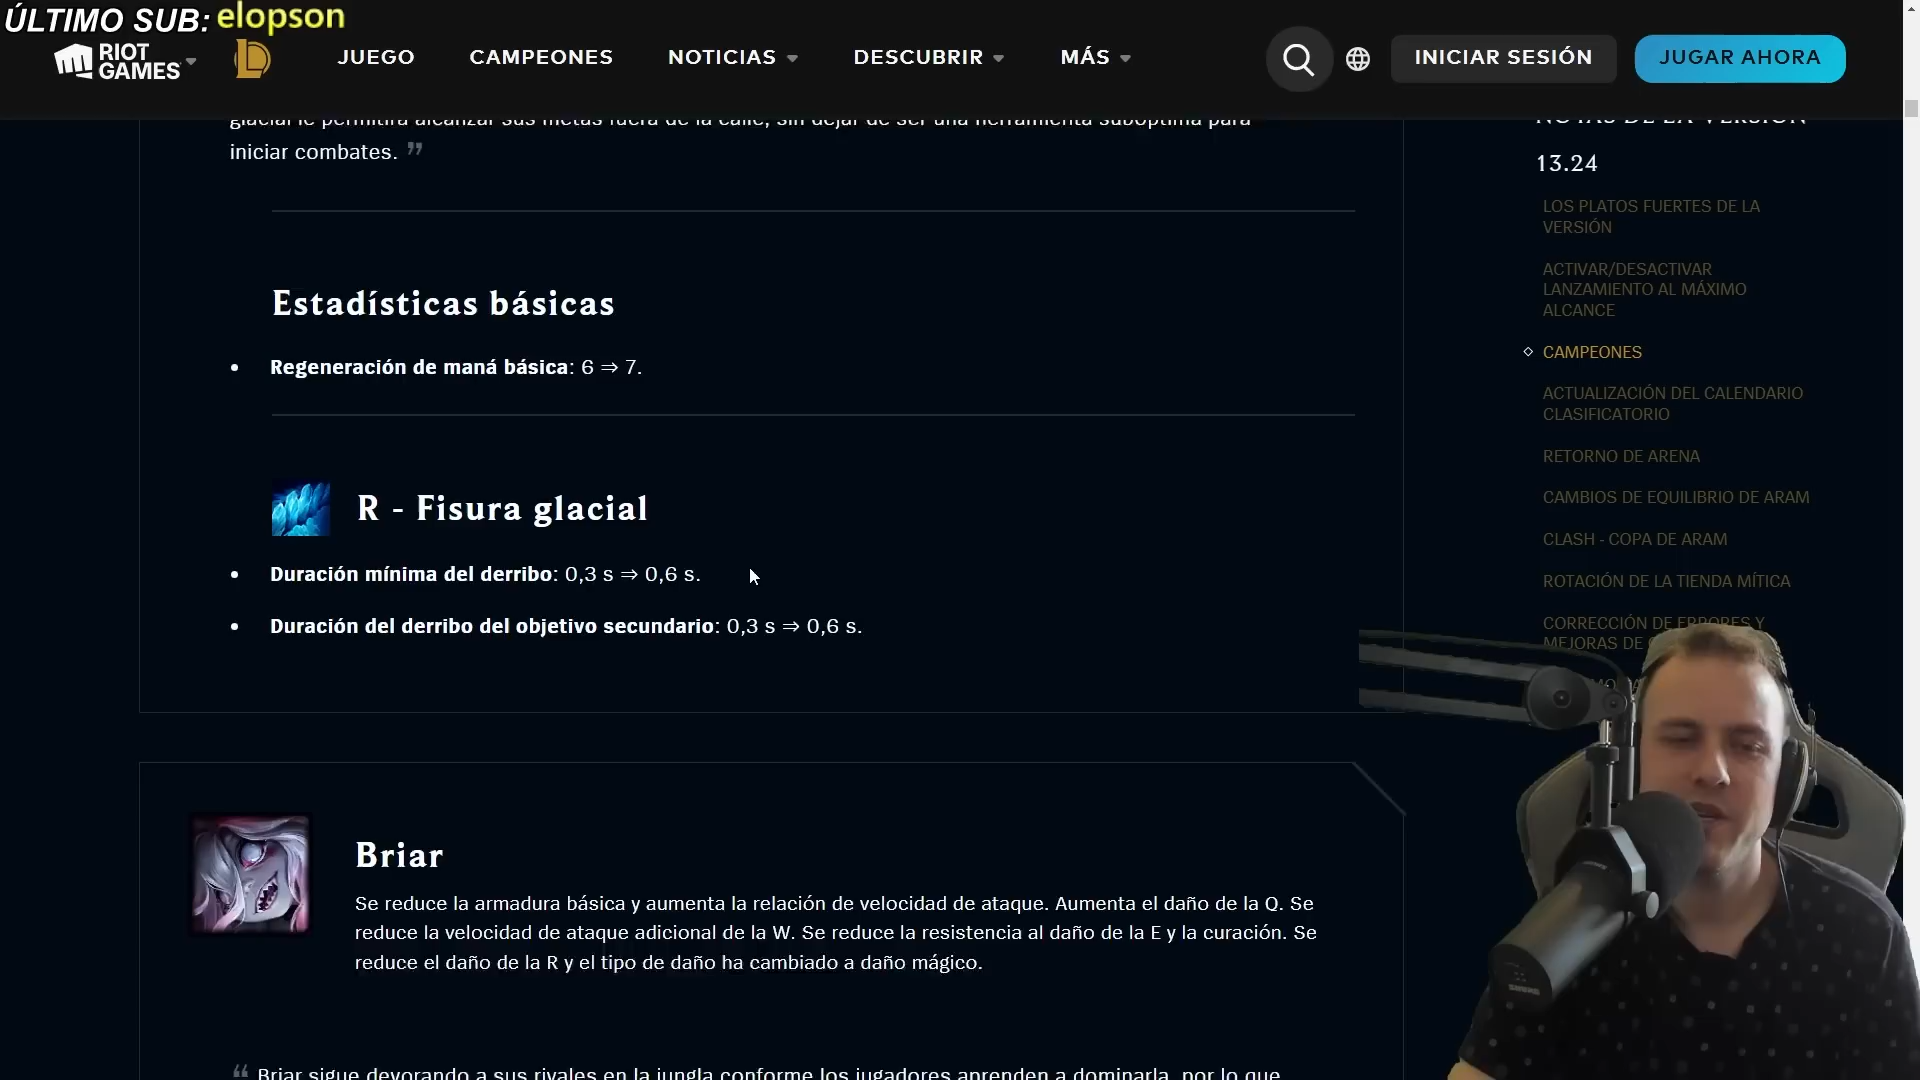 ÚLTIMO SUB: elopson
RIOT GAMES
JUEGO
CAMPEONES
NOTICIAS
DESCUBRIR
MÁS
INICIAR SESIÓN
JUGAR AHORA
glacial le permitirá alcanzar sus metas fuera de la calle, sin dejar de ser una herramienta subóptima para
iniciar combates. ”
Estadísticas básicas
• Regeneración de maná básica: 6 ⇒ 7.
R - Fisura glacial
• Duración mínima del derribo: 0,3 s ⇒ 0,6 s.
• Duración del derribo del objetivo secundario: 0,3 s ⇒ 0,6 s.
Briar
Se reduce la armadura básica y aumenta la relación de velocidad de ataque. Aumenta el daño de la Q. Se
reduce la velocidad de ataque adicional de la W. Se reduce la resistencia al daño de la E y la curación. Se
reduce el daño de la R y el tipo de daño ha cambiado a daño mágico.
“ Briar sigue devorando a sus rivales en la jungla conforme los jugadores aprenden a dominarla, por lo que
NOTAS DE LA VERSIÓN
13.24
LOS PLATOS FUERTES DE LA
VERSIÓN
ACTIVAR/DESACTIVAR
LANZAMIENTO AL MÁXIMO
ALCANCE
CAMPEONES
ACTUALIZACIÓN DEL CALENDARIO
CLASIFICATORIO
RETORNO DE ARENA
CAMBIOS DE EQUILIBRIO DE ARAM
CLASH - COPA DE ARAM
ROTACIÓN DE LA TIENDA MÍTICA
CORRECCIÓN DE ERRORES Y
MEJORAS DE
SHURE